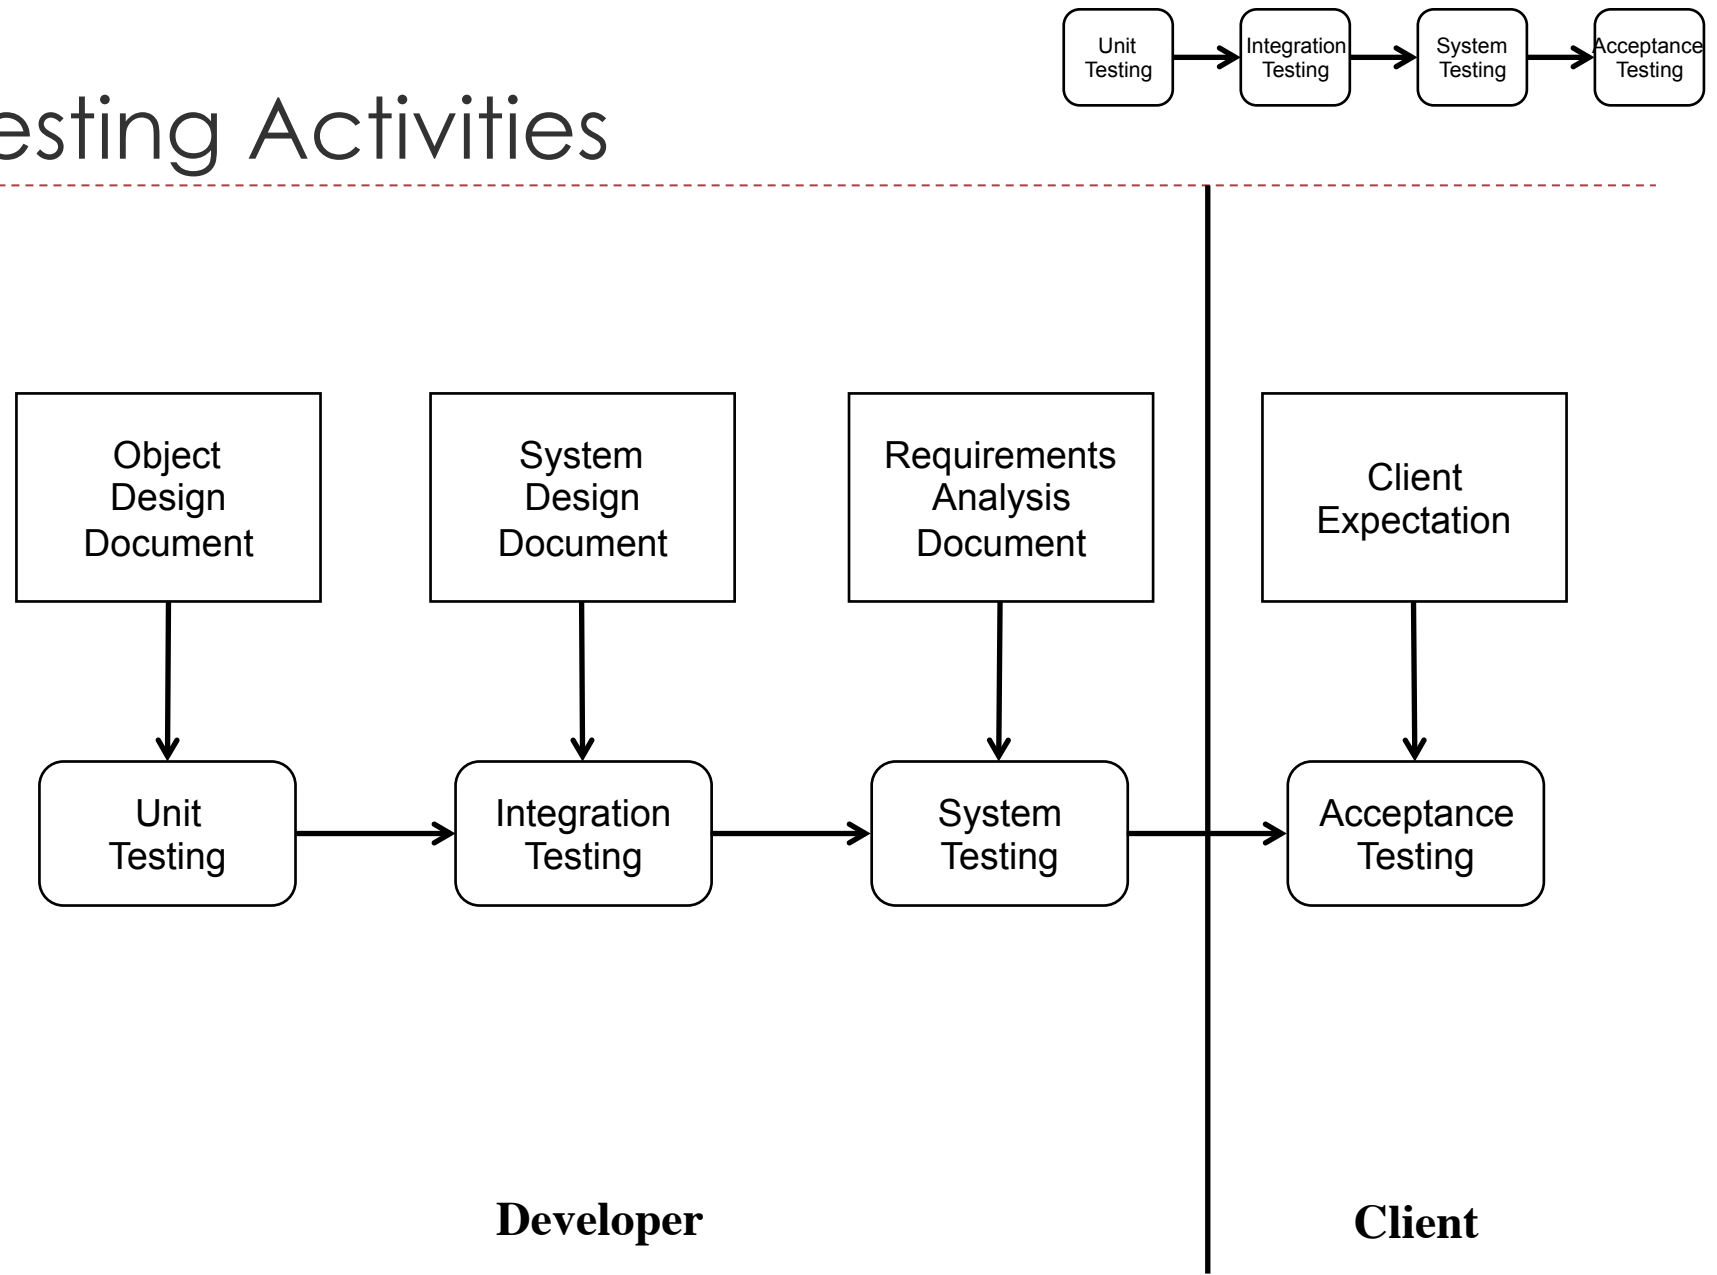 Unit
Testing
Integration
Testing
System
Testing
Acceptance
Testing
esting Activities
Object
Design
Document
System
Design
Document
Requirements
Analysis
Document
Client
Expectation
Unit
Testing
Integration
Testing
System
Testing
Acceptance
Testing
Developer
Client